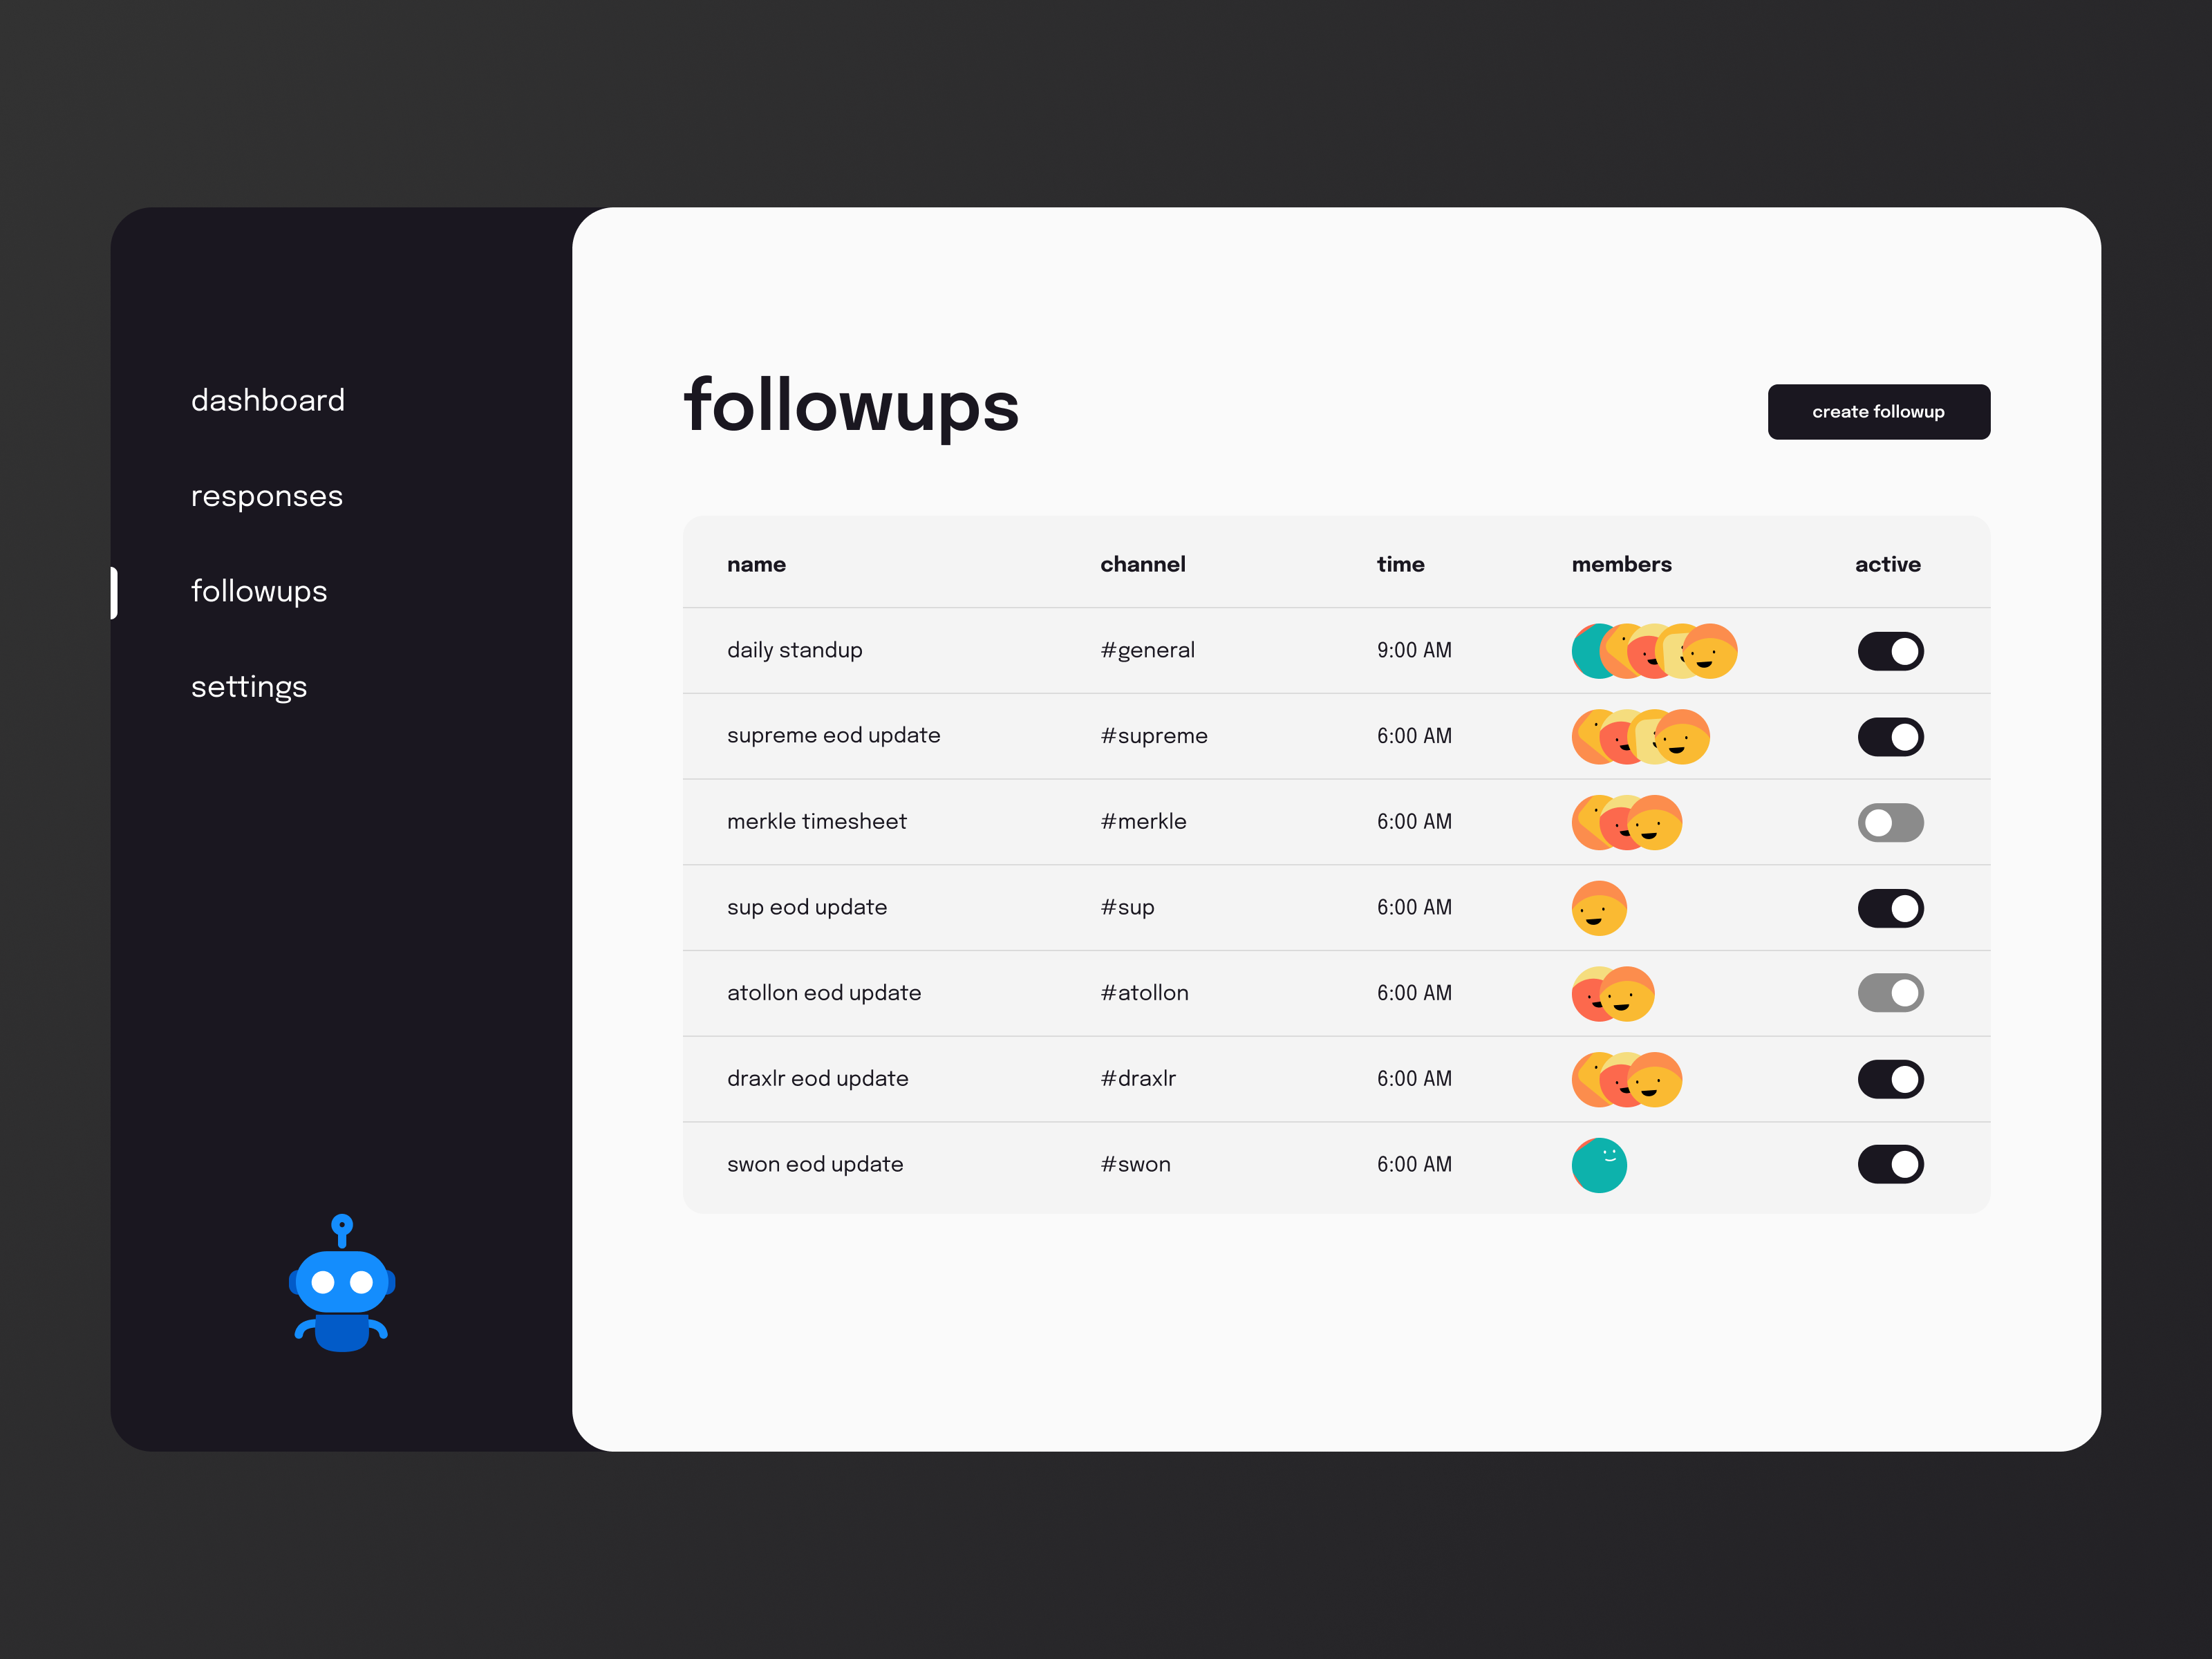 dashboard
responses
followups
settings
followups
create followup
name channel time members active
daily standup #general 9:00 AM
supreme eod update #supreme 6:00 AM
merkle timesheet #merkle 6:00 AM
sup eod update #sup 6:00 AM
atollon eod update #atollon 6:00 AM
draxlr eod update #draxlr 6:00 AM
swon eod update #swon 6:00 AM